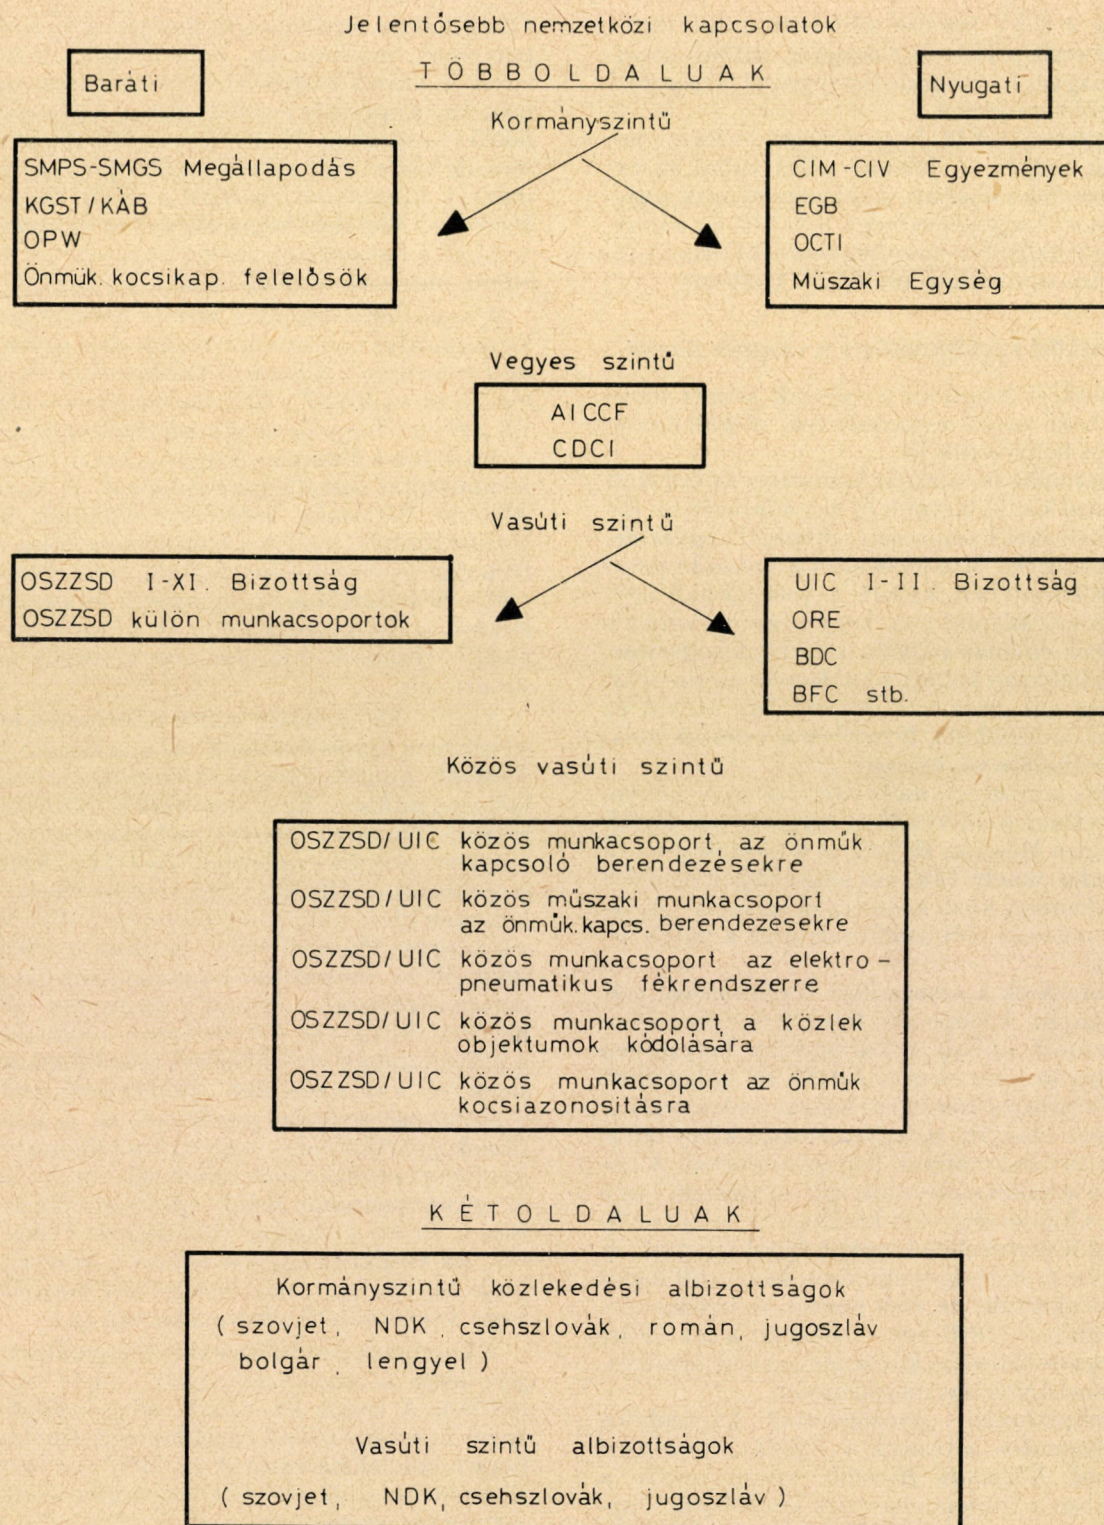 Jelentősebb nemzetközi kapcsolatok
Baráti
TÖBBOLDALUAK
Nyugati
Kormányszintű
SMPS-SMGS Megállapodás
KGST/KÁB
OPW
Önmük. kocsikap. felelősök
CIM-CIV Egyezmények
EGB
OCTI
Müszaki Egység
Vegyes szintű
AICCF
CDCI
Vasúti szintű
OSZZSD I-XI. Bizottság
OSZZSD külön munkacsoportok
UIC I-II. Bizottság
ORE
BDC
BFC stb.
Közös vasúti szintű
OSZZSD/UIC közös munkacsoport, az önműk.
kapcsoló berendezésekre
OSZZSD/UIC közös műszaki munkacsoport
az önműk. kapcs. berendezesekre
OSZZSD/UIC közös munkacsoport az elektro-
pneumatikus fékrendszerre
OSZZSD/UIC közös munkacsoport a közlek
objektumok kódolására
OSZZSD/UIC közös munkacsoport az önműk
kocsiazonositásra
KÉTOLDALUAK
Kormányszintű közlekedési albizottságok
(szovjet, NDK, csehszlovák, román, jugoszláv
bolgár, lengyel)
Vasúti szintű albizottságok
(szovjet, NDK, csehszlovák, jugoszláv)